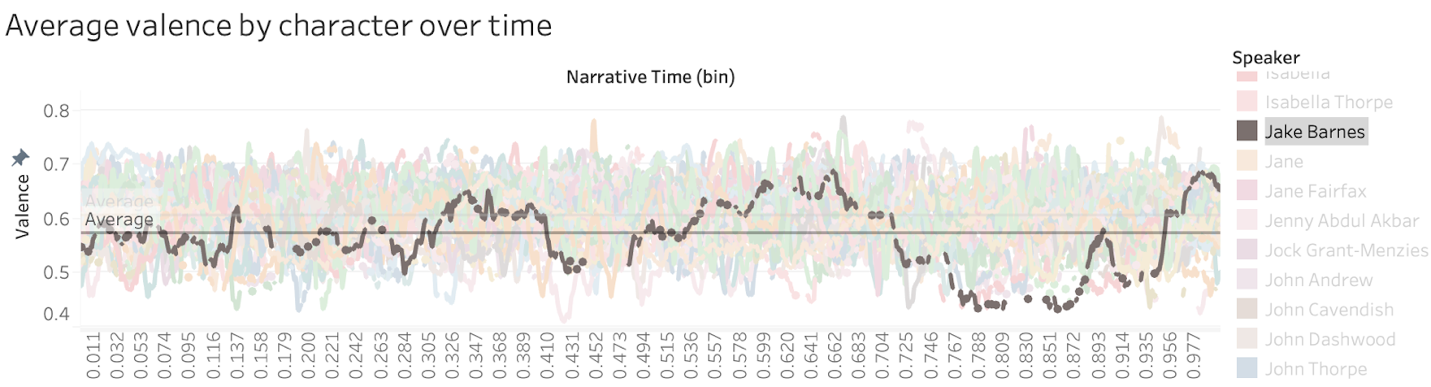 Average valence by character over time
Speaker
Narrative Time (bin)
Isabella
Isabella Thorpe
Jake Barnes
Jane
Jane Fairfax
Jenny Abdul Akbar
Jock Grant-Menzies
John Andrew
John Cavendish
John Dashwood
John Thorpe
Valence
0.8
0.7
0.6
0.5
0.4
Average
Average
0.011 0.032 0.053 0.074 0.095 0.116 0.137 0.158 0.179 0.200 0.221 0.242 0.263 0.284 0.305 0.326 0.347 0.368 0.389 0.410 0.431 0.452 0.473 0.494 0.515 0.536 0.557 0.578 0.599 0.620 0.641 0.662 0.683 0.704 0.725 0.746 0.767 0.788 0.809 0.830 0.851 0.872 0.893 0.914 0.935 0.956 0.977